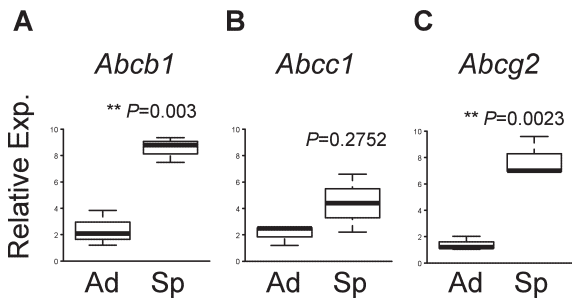 A B C
Abcb1 Abcc1 Abcg2
** P=0.003 P=0.2752 ** P=0.0023
Relative Exp.
10 10 10
8 8 8
6 6 6
4 4 4
2 2 2
0 0 0
Ad Sp Ad Sp Ad Sp